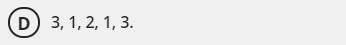 D 3, 1, 2, 1, 3.